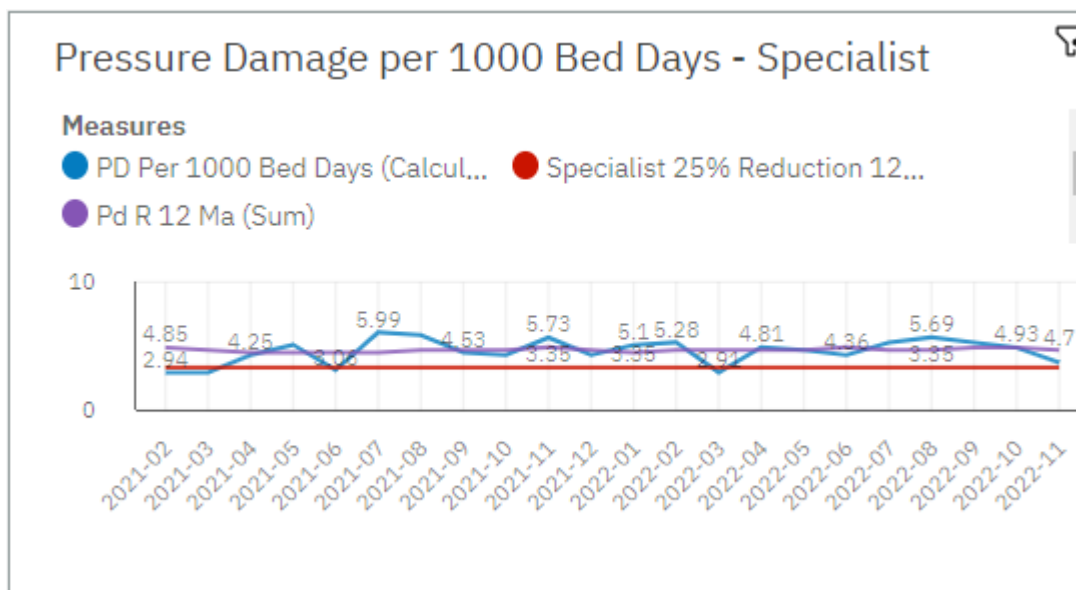 Pressure Damage per 1000 Bed Days - Specialist
Measures
PD Per 1000 Bed Days (Calcul... Specialist 25% Reduction 12...
Pd R 12 Ma (Sum)
10
5.99 5.73 5.1 5.28 5.69
4.85 4.25 4.53 4.81 4.36 4.93 4.7
2.94 3.06 3.35 3.35 2.91 3.35
0
2021-02 2021-03 2021-04 2021-05 2021-06 2021-07 2021-08 2021-09 2021-10 2021-11 2021-12 2022-01 2022-02 2022-03 2022-04 2022-05 2022-06 2022-07 2022-08 2022-09 2022-10 2022-11